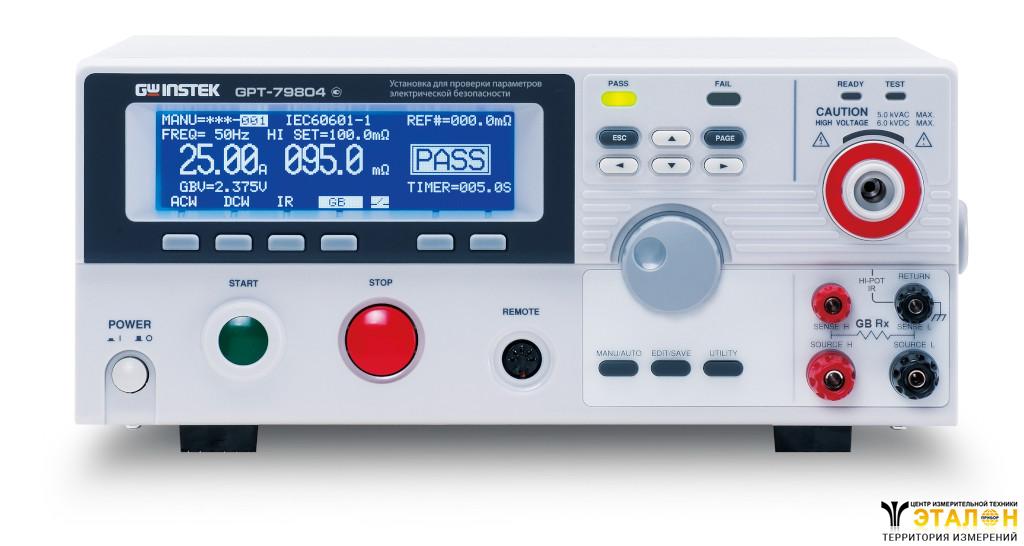 GWINSTEK GPT-79804
Установка для проверки параметров
электрической безопасности
MANU=***-001 IEC60601-1 REF#=000.0mΩ
FREQ= 50Hz HI SET=100.0mΩ
25.00A 095.0 mΩ PASS
GBV=2.375V TIMER=005.0S
ACW DCW IR GB
PASS FAIL
ESC PAGE
READY TEST
CAUTION 5.0 kVAC MAX.
HIGH VOLTAGE 6.0 kVDC MAX.
START
STOP
REMOTE
POWER
I O
MANU/AUTO EDIT/SAVE UTILITY
HI-POT
IR
RETURN
SENSE H GB Rx SENSE L
SOURCE H SOURCE L
ЦЕНТР ИЗМЕРИТЕЛЬНОЙ ТЕХНИКИ
ЭТАЛОН
ПРИБОР
ТЕРРИТОРИЯ ИЗМЕРЕНИЙ